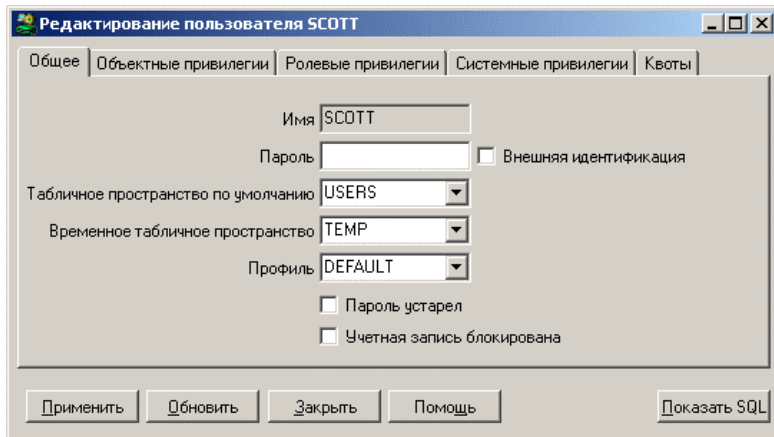 Редактирование пользователя SCOTT
Общее Объектные привилегии Ролевые привилегии Системные привилегии Квоты
Имя SCOTT
Пароль Внешняя идентификация
Табличное пространство по умолчанию USERS
Временное табличное пространство TEMP
Профиль DEFAULT
Пароль устарел
Учетная запись блокирована
Применить Обновить Закрыть Помощь Показать SQL